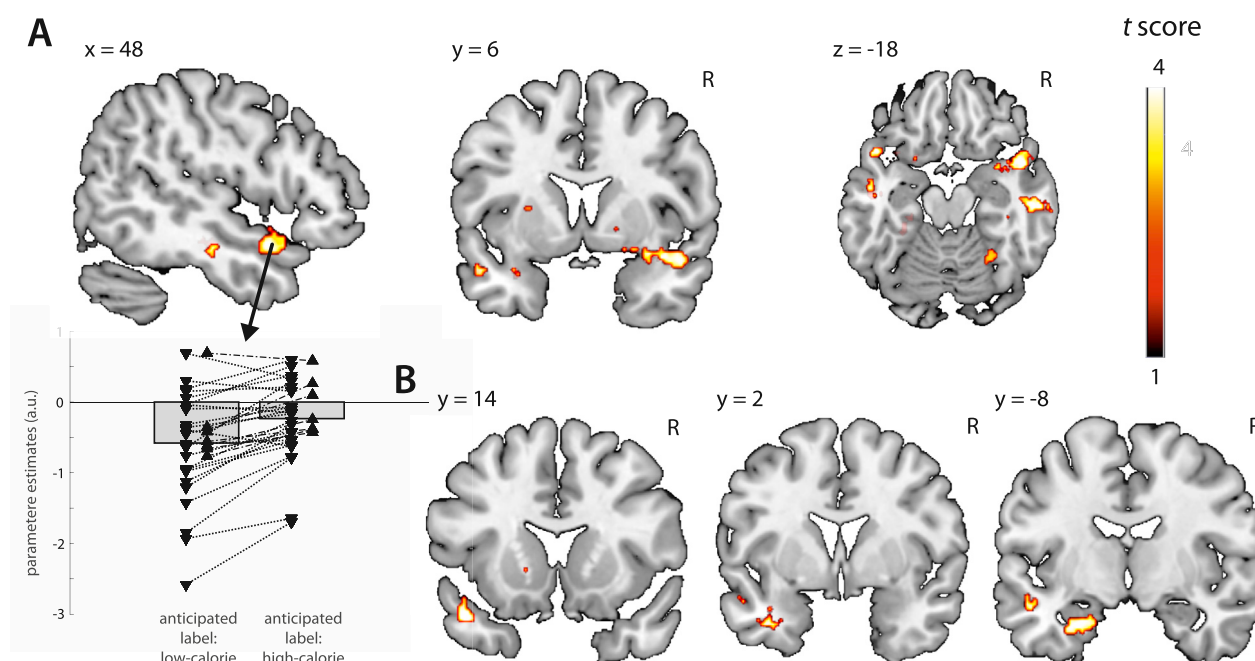 A
x = 48
y = 6
R
z = -18
R
t score
4
4
1
1
0
-1
-2
-3
parametere estimates (a.u.)
anticipated
label:
low-calorie
anticipated
label:
high-calorie
B
y = 14
R
y = 2
R
y = -8
R